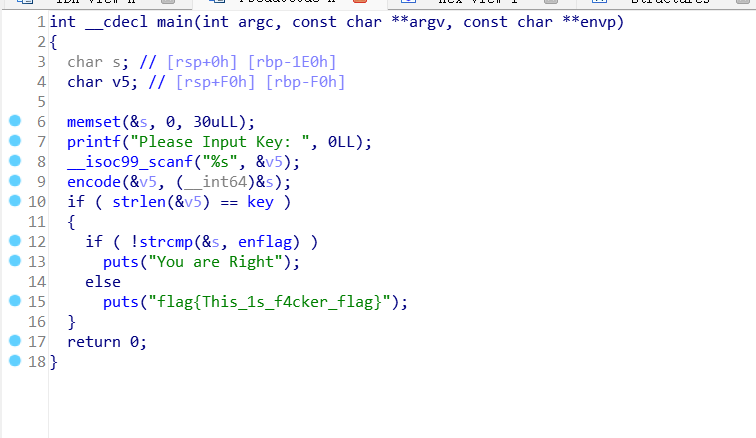 1 int __cdecl main(int argc, const char **argv, const char **envp)
2 {
3   char s; // [rsp+0h] [rbp-1E0h]
4   char v5; // [rsp+F0h] [rbp-F0h]
5
6   memset(&s, 0, 30uLL);
7   printf("Please Input Key: ", 0LL);
8   __isoc99_scanf("%s", &v5);
9   encode(&v5, (__int64)&s);
10   if ( strlen(&v5) == key )
11   {
12     if ( !strcmp(&s, enflag) )
13       puts("You are Right");
14     else
15       puts("flag{This_1s_f4cker_flag}");
16   }
17   return 0;
18 }